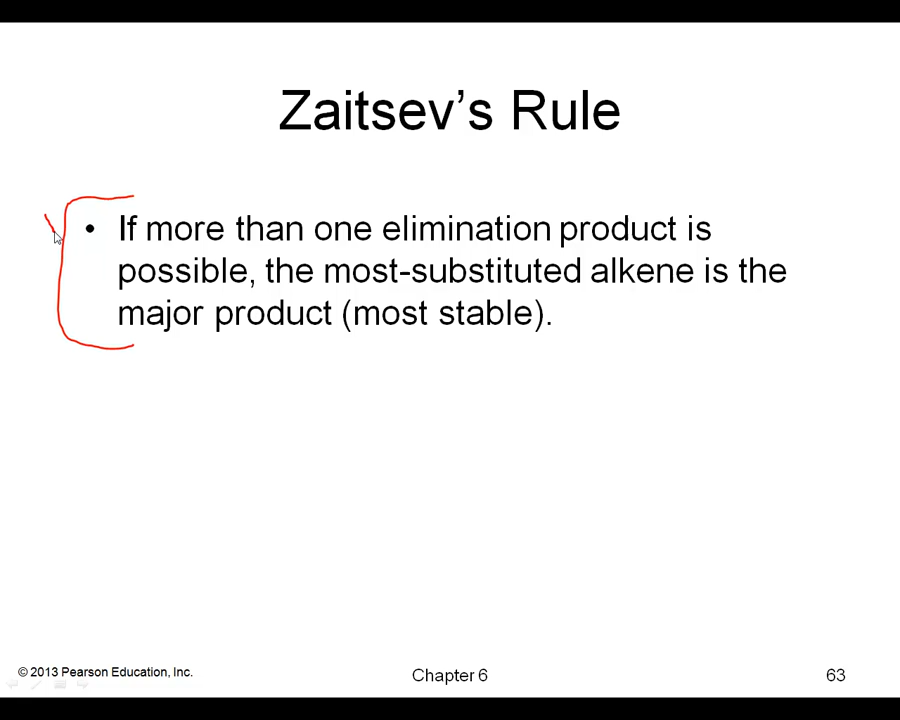 Zaitsev’s Rule
• If more than one elimination product is
possible, the most-substituted alkene is the
major product (most stable).
© 2013 Pearson Education, Inc.
Chapter 6
63